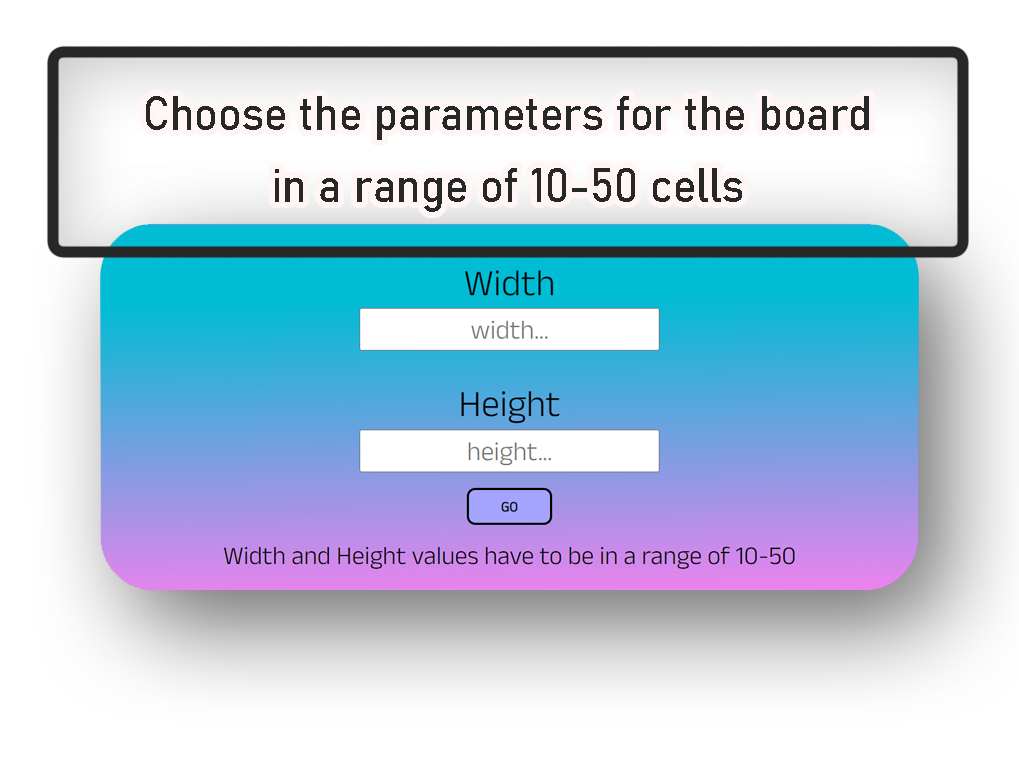 Choose the parameters for the board
in a range of 10-50 cells
Width
width...
Height
height...
GO
Width and Height values have to be in a range of 10-50